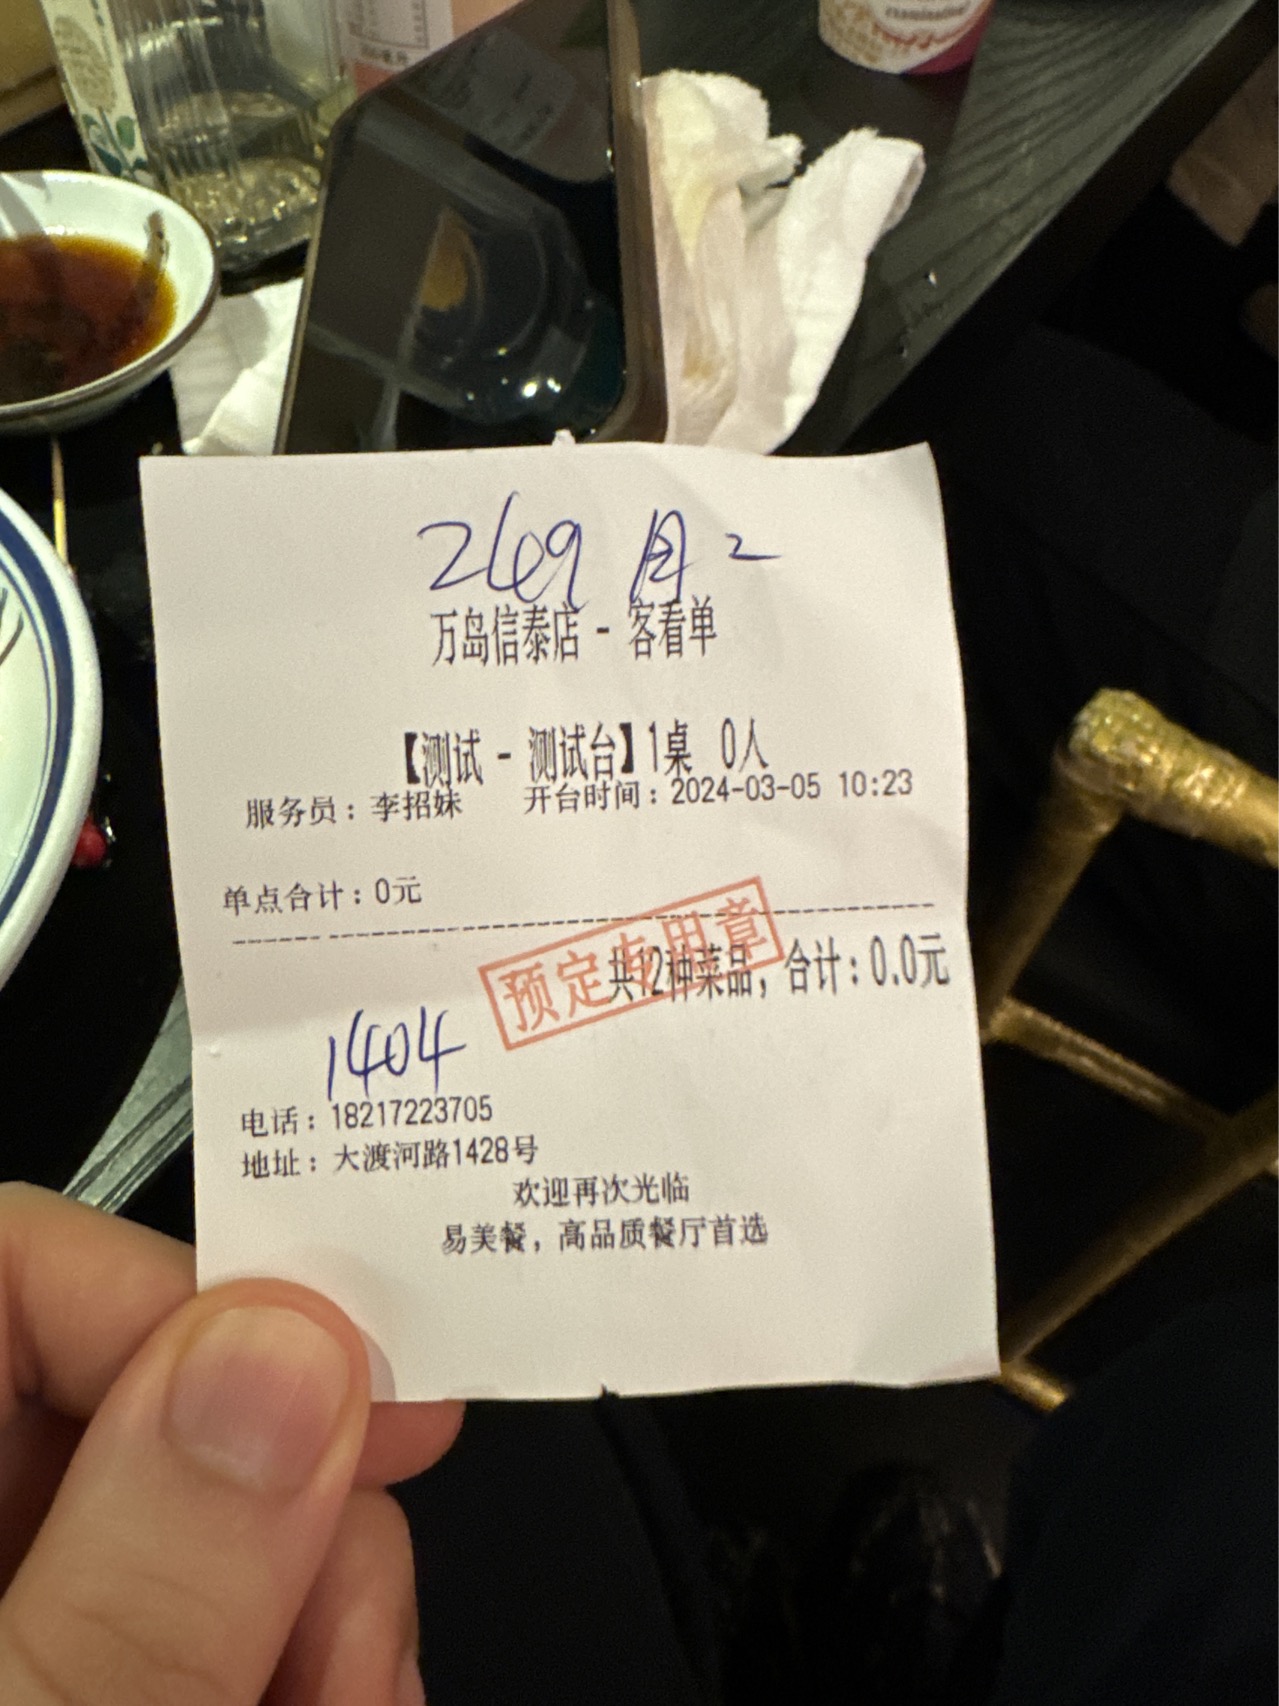 269 月2
万岛信泰店 - 客看单
【测试 - 测试台】1桌 0人
服务员：李招妹 开台时间：2024-03-05 10:23
单点合计：0元
预定专用章
共12种菜品，合计：0.0元
1404
电话：18217223705
地址：大渡河路1428号
欢迎再次光临
易美餐，高品质餐厅首选